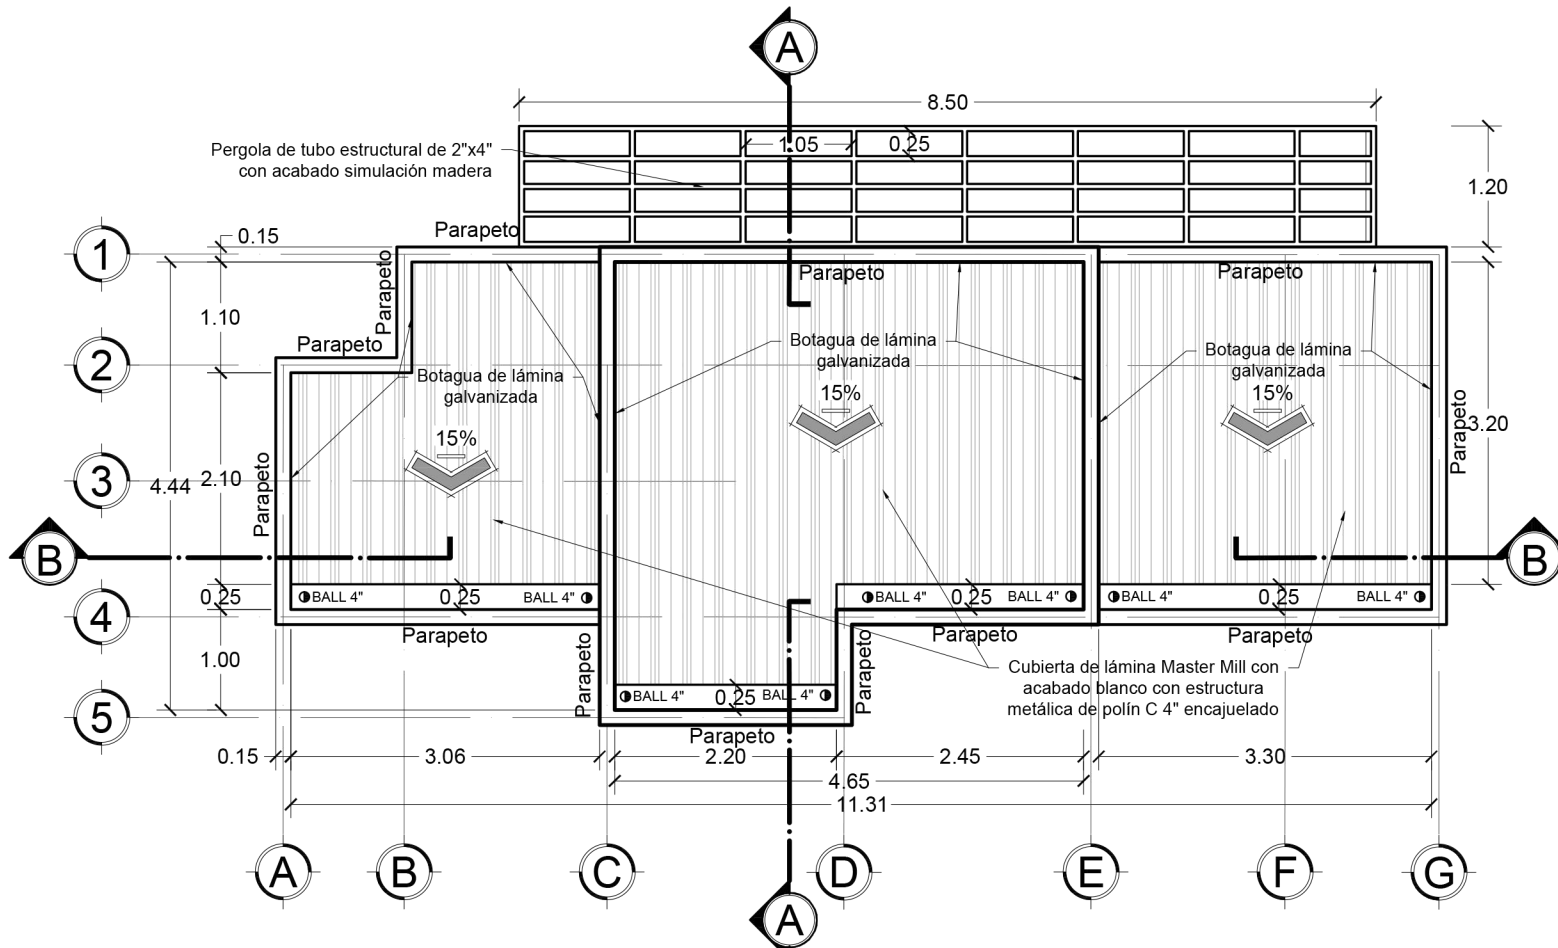 A
8.50
Pergola de tubo estructural de 2"x4"
con acabado simulación madera
1.05
0.25
1.20
Parapeto
0.15
1
Parapeto
Parapeto
Parapeto
1.10
Parapeto
2
Botagua de lámina
galvanizada
Botagua de lámina
galvanizada
Botagua de lámina
galvanizada
15%
15%
15%
3.20
Parapeto
3
4.44
2.10
Parapeto
B
B
0.25
BALL 4"
0.25
BALL 4"
BALL 4"
0.25
BALL 4"
BALL 4"
0.25
BALL 4"
4
Parapeto
Parapeto
Parapeto
1.00
Parapeto
Parapeto
Cubierta de lámina Master Mill con
acabado blanco con estructura
metálica de polín C 4" encajuelado
BALL 4"
0.25
BALL 4"
5
Parapeto
0.15
3.06
2.20
2.45
3.30
4.65
11.31
A
B
C
D
E
F
G
A